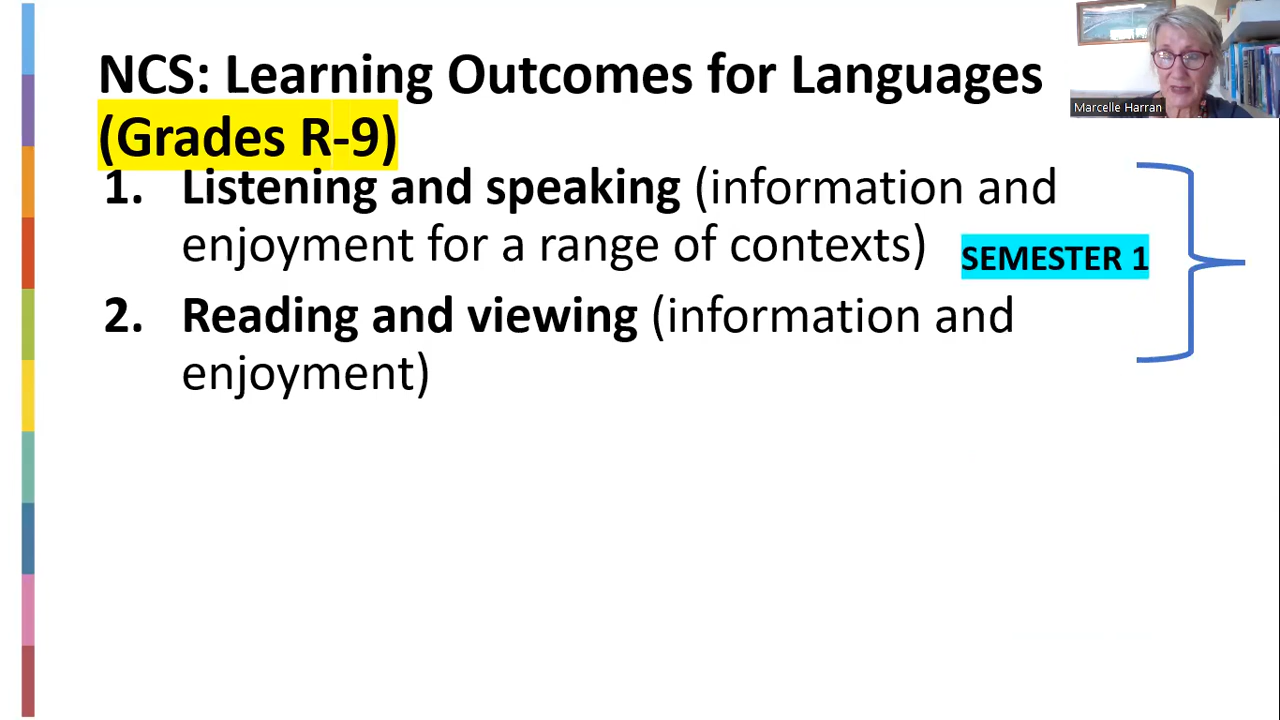 NCS: Learning Outcomes for Languages
(Grades R-9)
1. Listening and speaking (information and
enjoyment for a range of contexts)
SEMESTER 1
2. Reading and viewing (information and
enjoyment)
Marcelle Harran